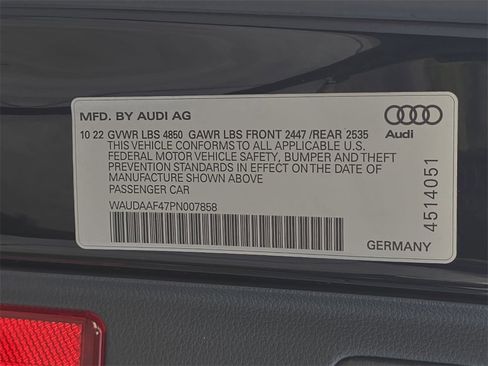 MFD. BY AUDI AG
10 22 GVWR LBS 4850 GAWR LBS FRONT 2447 /REAR 2535
THIS VEHICLE CONFORMS TO ALL APPLICABLE U.S.
FEDERAL MOTOR VEHICLE SAFETY, BUMPER AND THEFT
PREVENTION STANDARDS IN EFFECT ON THE DATE OF
MANUFACTURE SHOWN ABOVE
PASSENGER CAR
WAUDAAF47PN007858
Audi
4514051
GERMANY